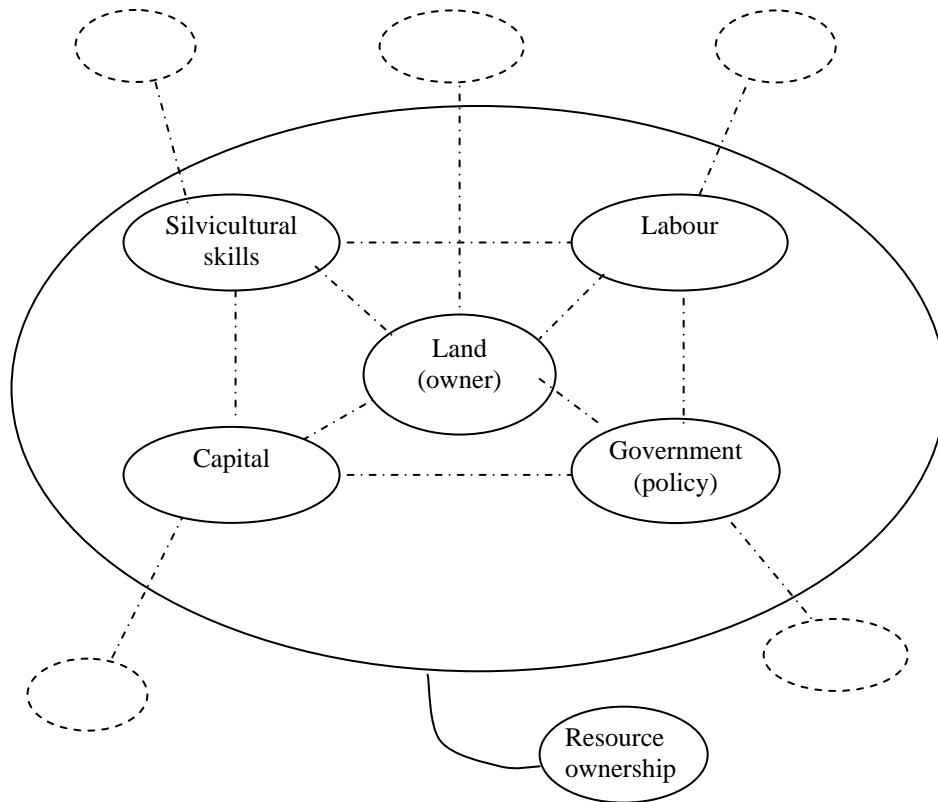 Silvicultural
skills
Labour
Land
(owner)
Capital
Government
(policy)
Resource
ownership